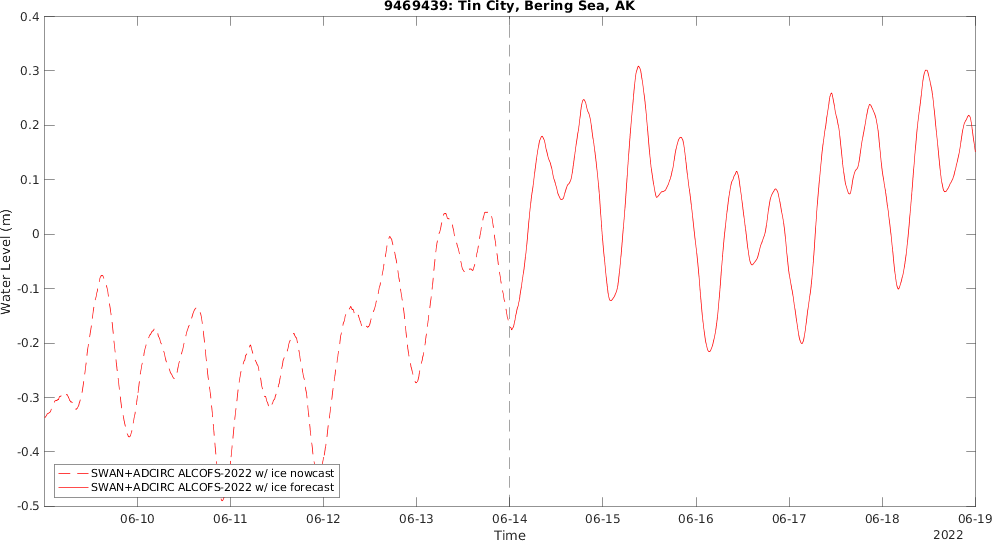 9469439: Tin City, Bering Sea, AK
0.4
0.3
0.2
0.1
0
-0.1
-0.2
-0.3
-0.4
-0.5
Water Level (m)
SWAN+ADCIRC ALCOFS-2022 w/ ice nowcast
SWAN+ADCIRC ALCOFS-2022 w/ ice forecast
06-10 06-11 06-12 06-13 06-14 06-15 06-16 06-17 06-18 06-19
Time
2022